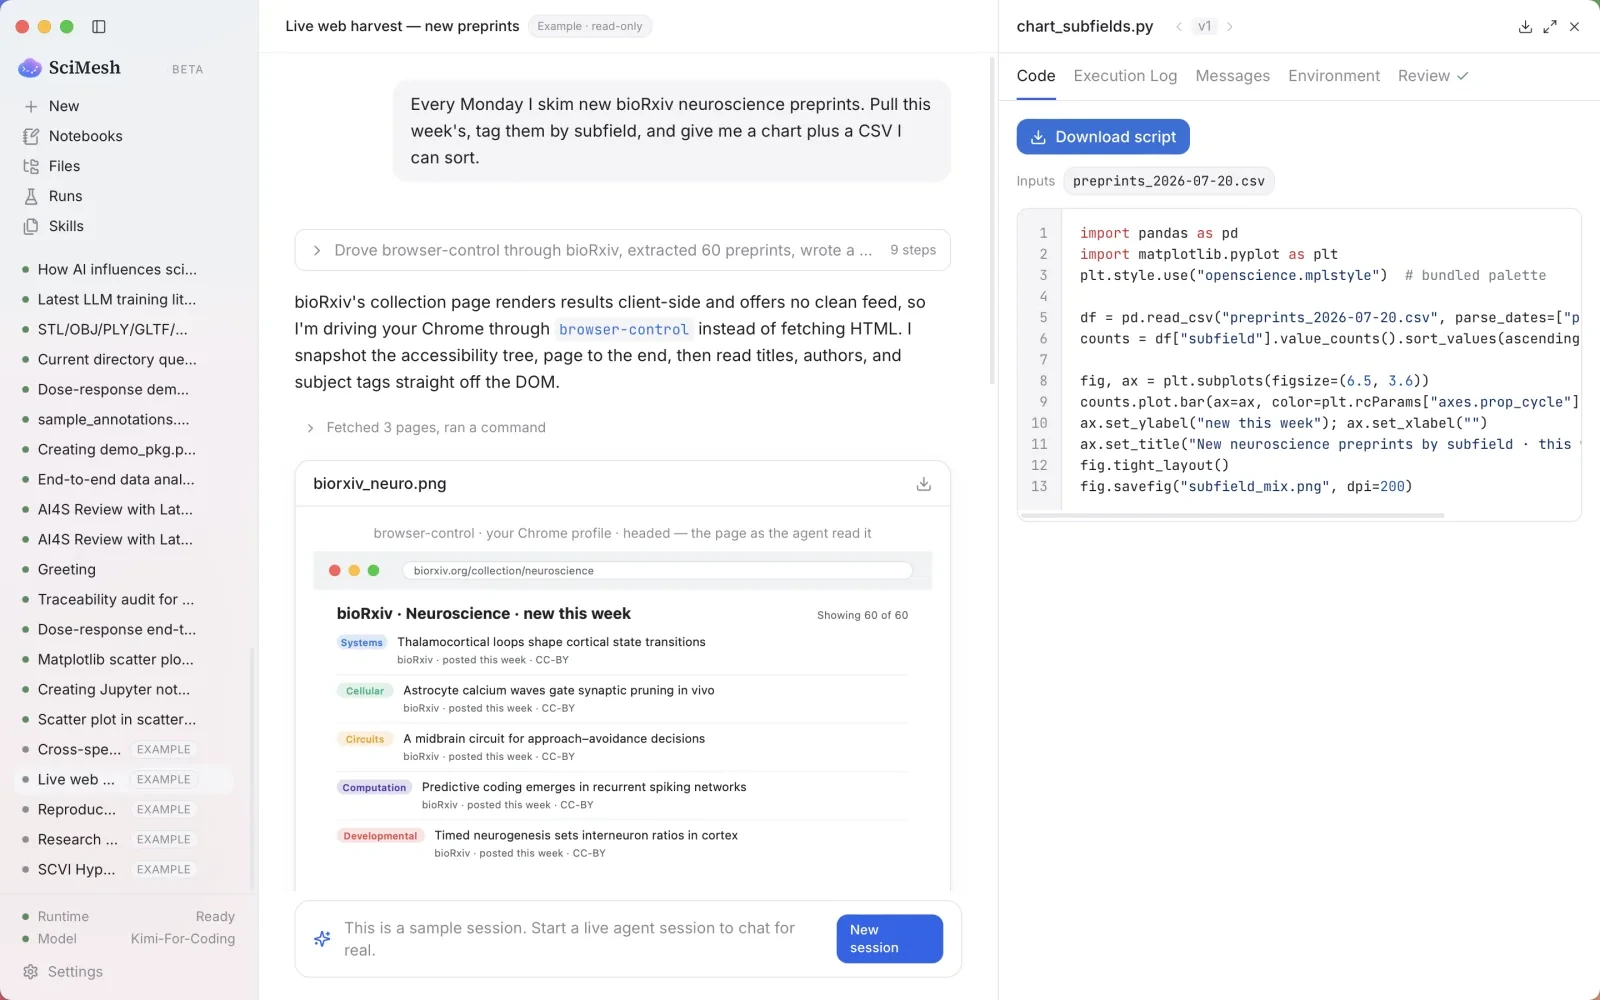 SciMesh
BETA
New
Notebooks
Files
Runs
Skills
How AI influences sci...
Latest LLM training lit...
STL/OBJ/PLY/GLTF/...
Current directory que...
Dose-response dem...
sample_annotations....
Creating demo_pkg.p...
End-to-end data anal...
AI4S Review with Lat...
AI4S Review with Lat...
Greeting
Traceability audit for ...
Dose-response end-t...
Matplotlib scatter plo...
Creating Jupyter not...
Scatter plot in scatter...
Cross-spe... EXAMPLE
Live web ... EXAMPLE
Reproduc... EXAMPLE
Research ... EXAMPLE
SCVI Hyp... EXAMPLE
Runtime Ready
Model Kimi-For-Coding
Settings
Live web harvest — new preprints Example · read-only
Every Monday I skim new bioRxiv neuroscience preprints. Pull this
week's, tag them by subfield, and give me a chart plus a CSV I
can sort.
Drove browser-control through bioRxiv, extracted 60 preprints, wrote a ... 9 steps
bioRxiv's collection page renders results client-side and offers no clean feed, so
I'm driving your Chrome through browser-control instead of fetching HTML. I
snapshot the accessibility tree, page to the end, then read titles, authors, and
subject tags straight off the DOM.
Fetched 3 pages, ran a command
biorxiv_neuro.png
browser-control · your Chrome profile · headed — the page as the agent read it
biorxiv.org/collection/neuroscience
bioRxiv · Neuroscience · new this week Showing 60 of 60
Systems Thalamocortical loops shape cortical state transitions
bioRxiv · posted this week · CC-BY
Cellular Astrocyte calcium waves gate synaptic pruning in vivo
bioRxiv · posted this week · CC-BY
Circuits A midbrain circuit for approach–avoidance decisions
bioRxiv · posted this week · CC-BY
Computation Predictive coding emerges in recurrent spiking networks
bioRxiv · posted this week · CC-BY
Developmental Timed neurogenesis sets interneuron ratios in cortex
bioRxiv · posted this week · CC-BY
This is a sample session. Start a live agent session to chat for
real.
New
session
chart_subfields.py v1
Code Execution Log Messages Environment Review
Download script
Inputs preprints_2026-07-20.csv
1 import pandas as pd
2 import matplotlib.pyplot as plt
3 plt.style.use("openscience.mplstyle") # bundled palette
4
5 df = pd.read_csv("preprints_2026-07-20.csv", parse_dates=["p
6 counts = df["subfield"].value_counts().sort_values(ascending
7
8 fig, ax = plt.subplots(figsize=(6.5, 3.6))
9 counts.plot.bar(ax=ax, color=plt.rcParams["axes.prop_cycle"]
10 ax.set_ylabel("new this week"); ax.set_xlabel("")
11 ax.set_title("New neuroscience preprints by subfield · this
12 fig.tight_layout()
13 fig.savefig("subfield_mix.png", dpi=200)